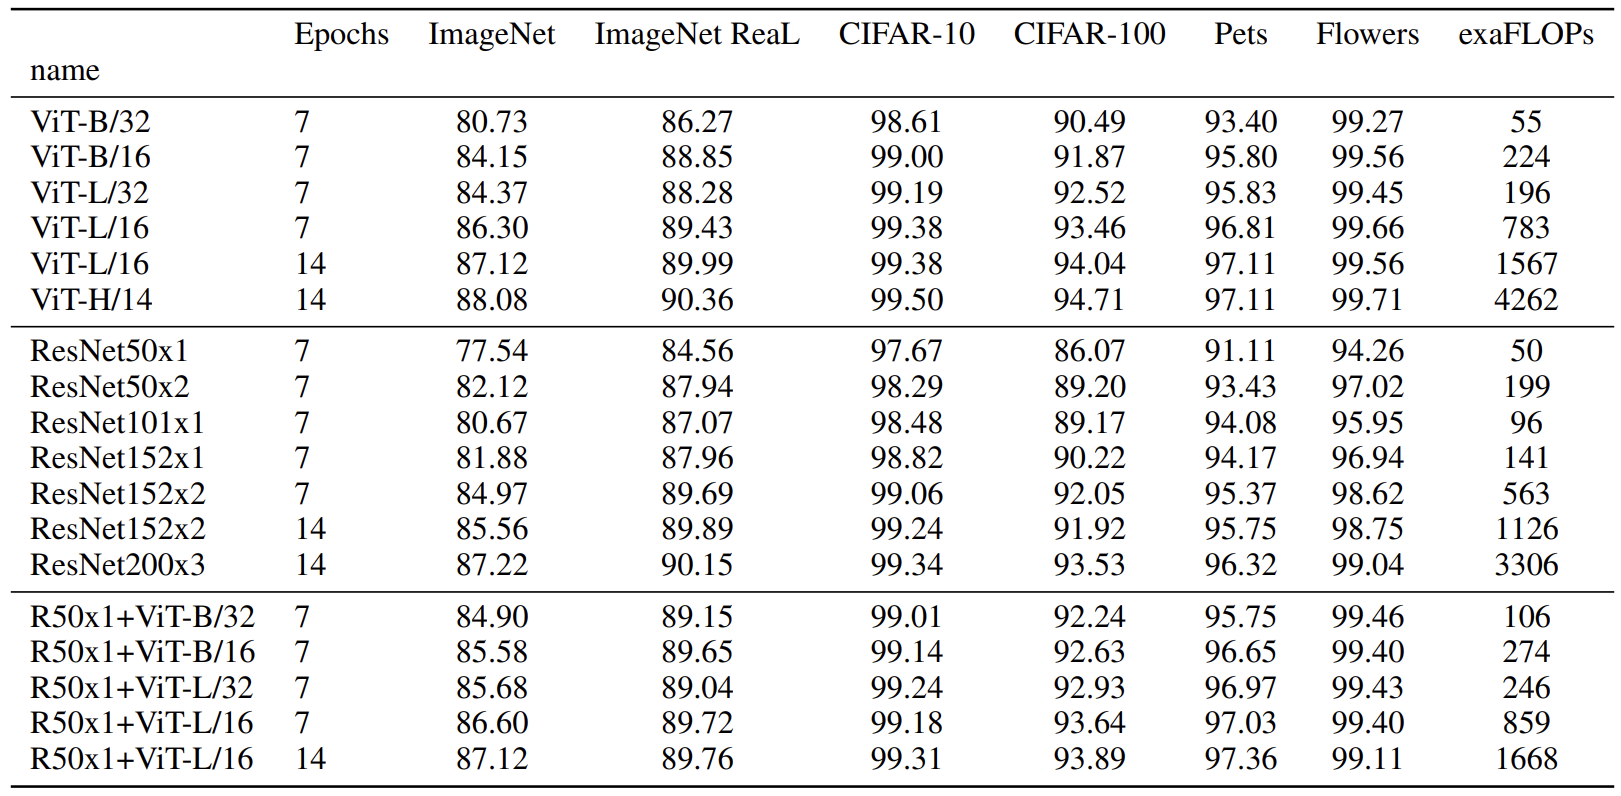 Epochs ImageNet ImageNet ReaL CIFAR-10 CIFAR-100 Pets Flowers exaFLOPs
name
ViT-B/32 7 80.73 86.27 98.61 90.49 93.40 99.27 55
ViT-B/16 7 84.15 88.85 99.00 91.87 95.80 99.56 224
ViT-L/32 7 84.37 88.28 99.19 92.52 95.83 99.45 196
ViT-L/16 7 86.30 89.43 99.38 93.46 96.81 99.66 783
ViT-L/16 14 87.12 89.99 99.38 94.04 97.11 99.56 1567
ViT-H/14 14 88.08 90.36 99.50 94.71 97.11 99.71 4262
ResNet50x1 7 77.54 84.56 97.67 86.07 91.11 94.26 50
ResNet50x2 7 82.12 87.94 98.29 89.20 93.43 97.02 199
ResNet101x1 7 80.67 87.07 98.48 89.17 94.08 95.95 96
ResNet152x1 7 81.88 87.96 98.82 90.22 94.17 96.94 141
ResNet152x2 7 84.97 89.69 99.06 92.05 95.37 98.62 563
ResNet152x2 14 85.56 89.89 99.24 91.92 95.75 98.75 1126
ResNet200x3 14 87.22 90.15 99.34 93.53 96.32 99.04 3306
R50x1+ViT-B/32 7 84.90 89.15 99.01 92.24 95.75 99.46 106
R50x1+ViT-B/16 7 85.58 89.65 99.14 92.63 96.65 99.40 274
R50x1+ViT-L/32 7 85.68 89.04 99.24 92.93 96.97 99.43 246
R50x1+ViT-L/16 7 86.60 89.72 99.18 93.64 97.03 99.40 859
R50x1+ViT-L/16 14 87.12 89.76 99.31 93.89 97.36 99.11 1668